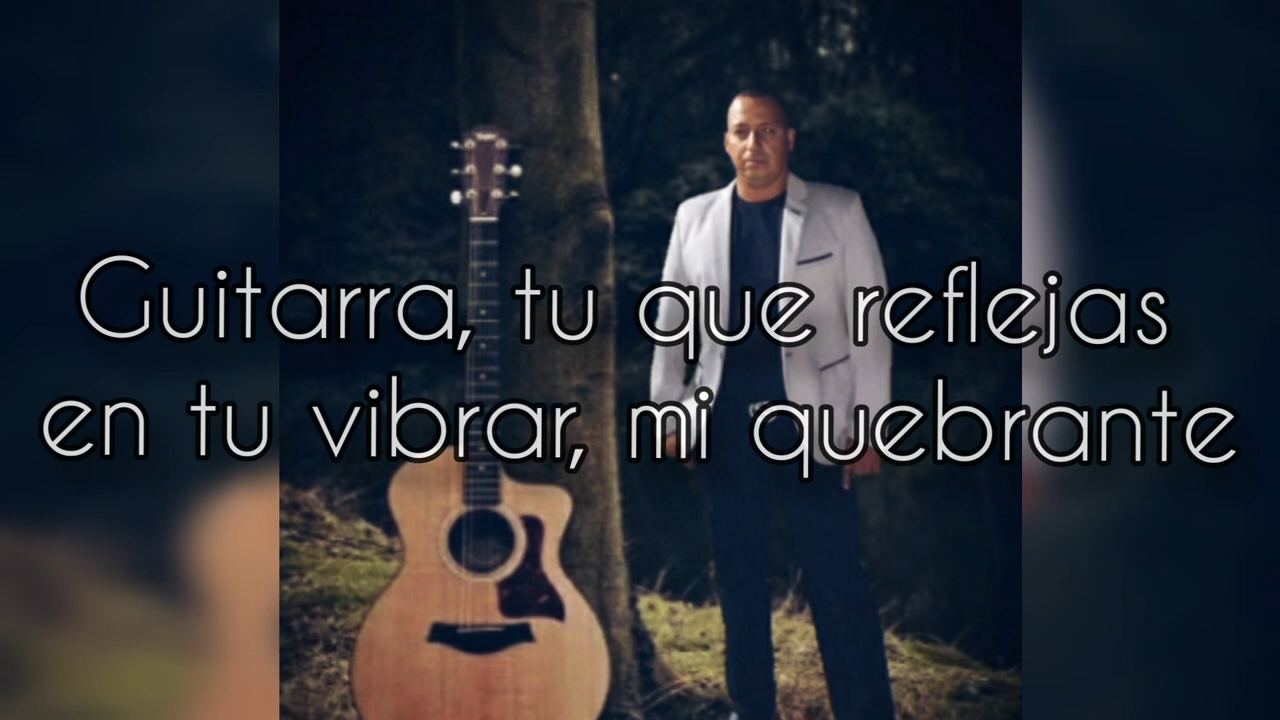 Guitarra, tu que reflejas
en tu vibrar, mi quebrante